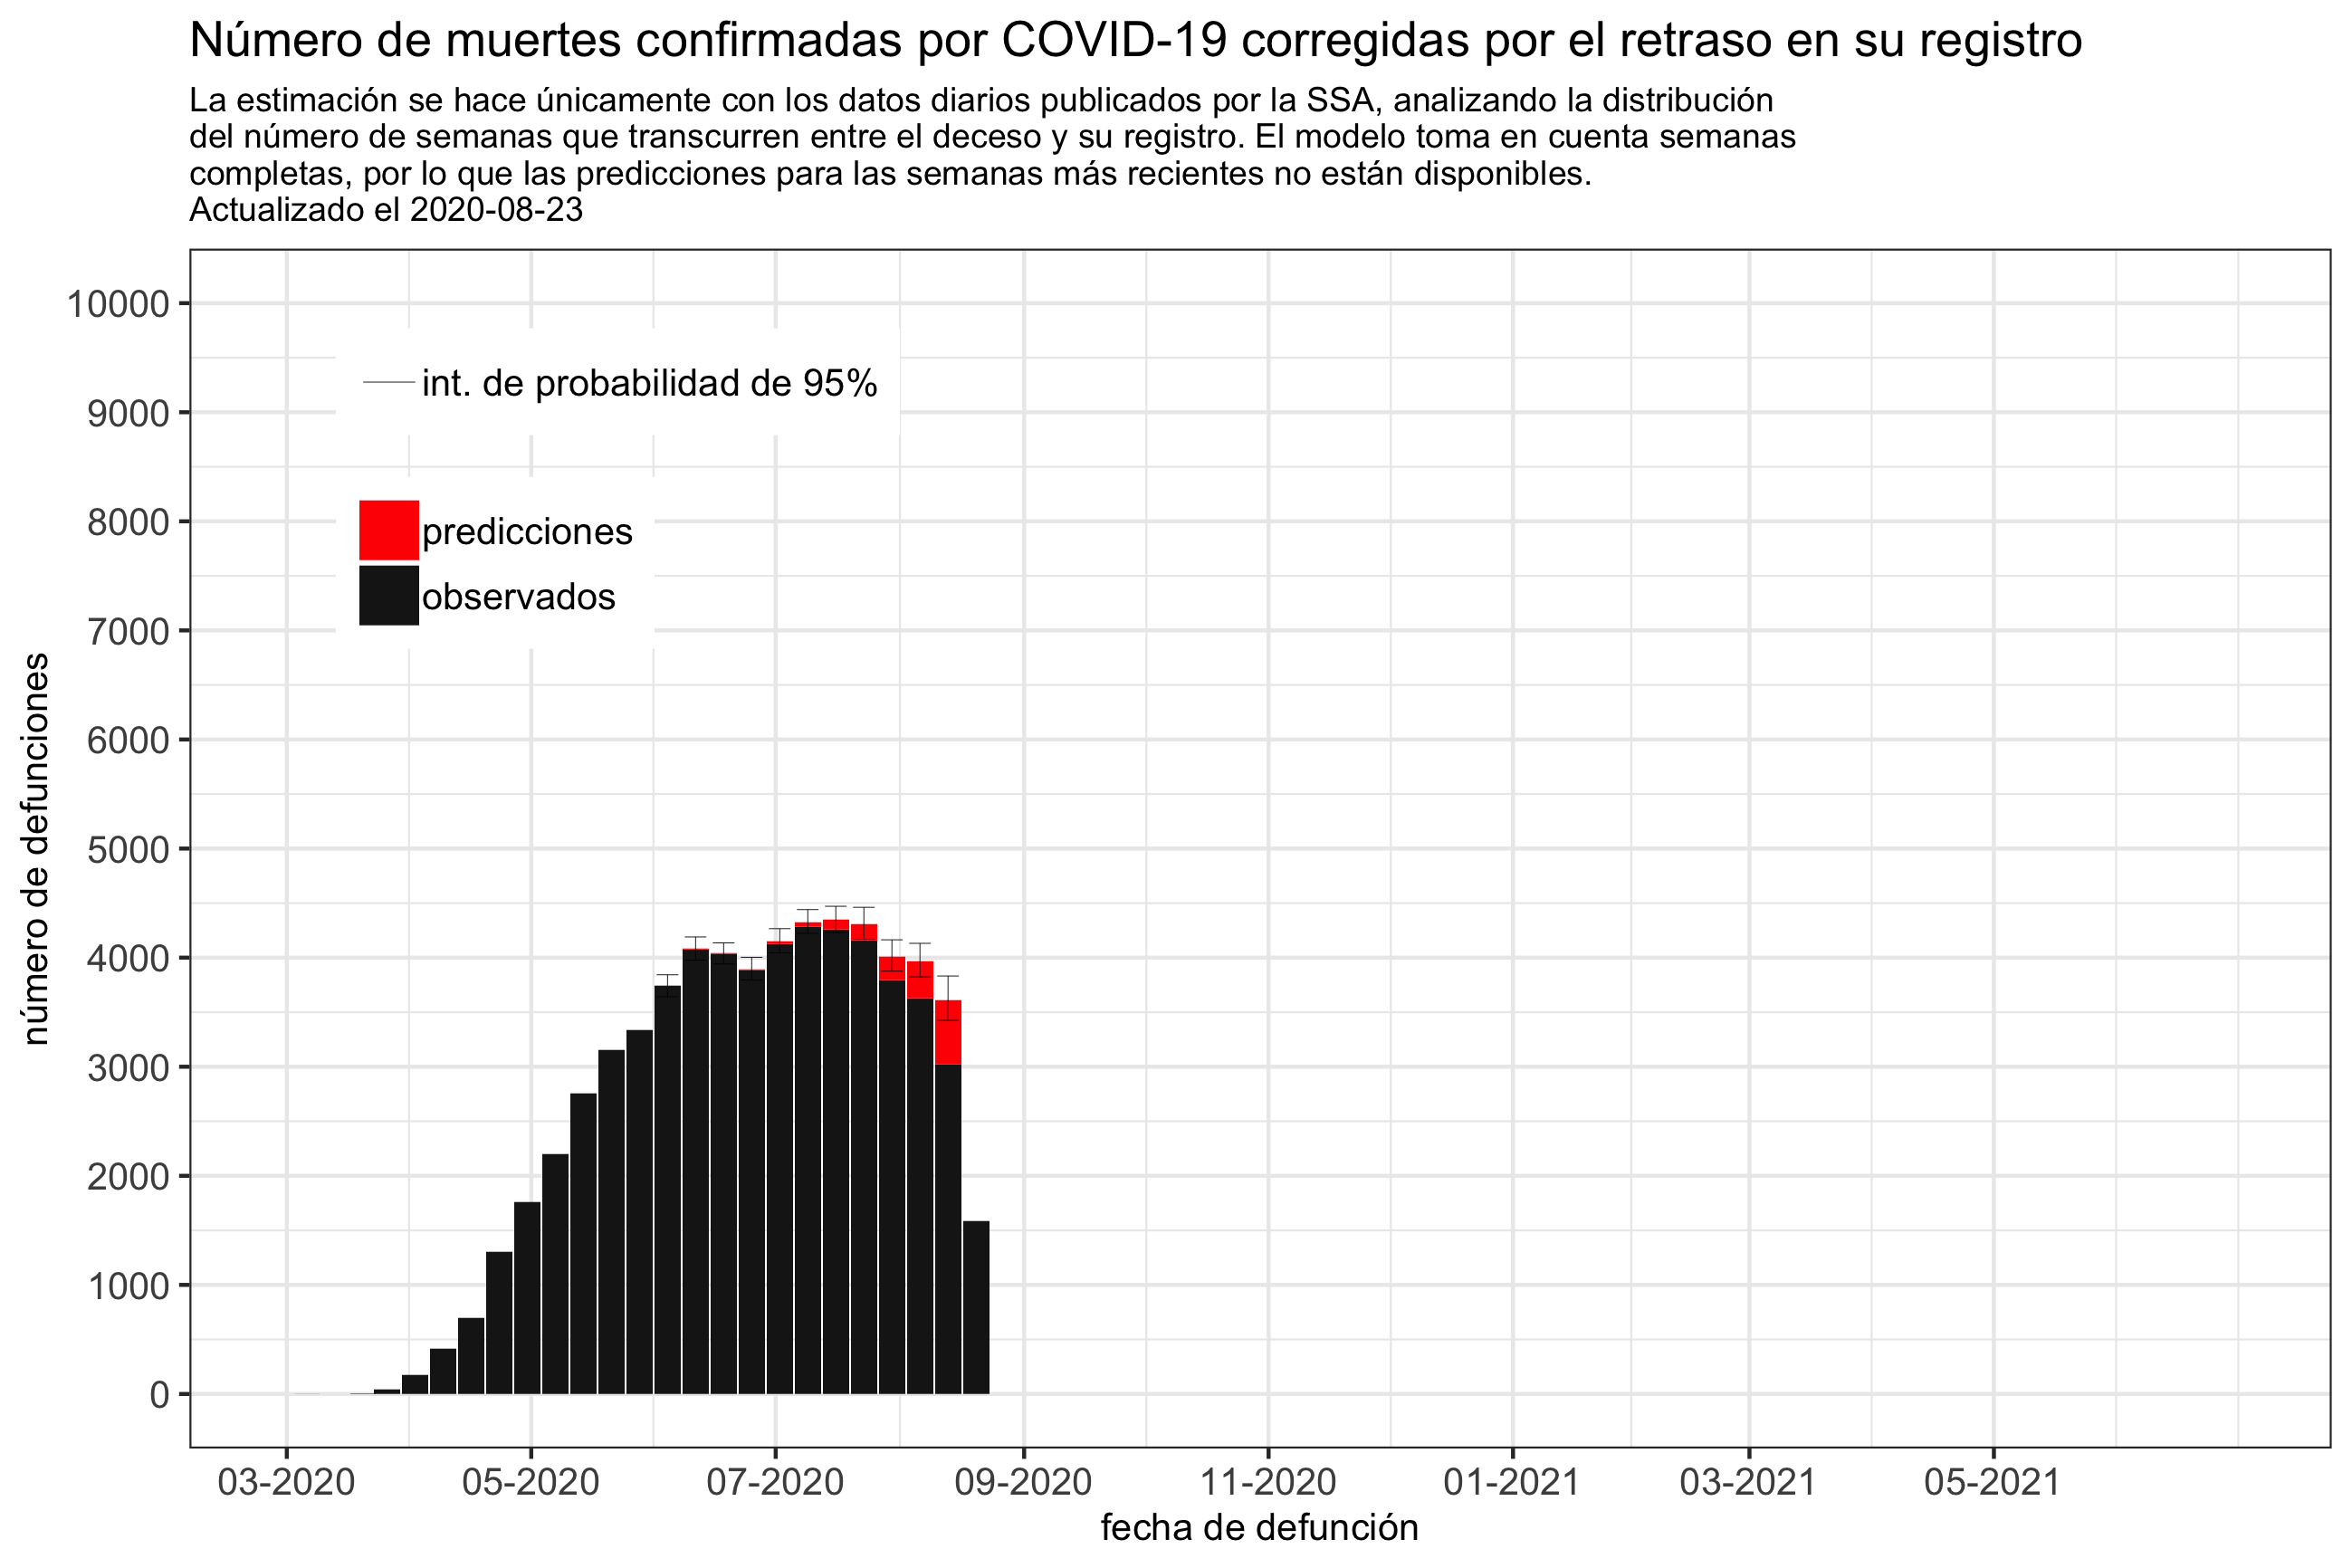 Número de muertes confirmadas por COVID-19 corregidas por el retraso en su registro
La estimación se hace únicamente con los datos diarios publicados por la SSA, analizando la distribución
del número de semanas que transcurren entre el deceso y su registro. El modelo toma en cuenta semanas
completas, por lo que las predicciones para las semanas más recientes no están disponibles.
Actualizado el 2020-08-23
10000
9000
8000
7000
6000
5000
4000
3000
2000
1000
0
número de defunciones
int. de probabilidad de 95%
predicciones
observados
03-2020 05-2020 07-2020 09-2020 11-2020 01-2021 03-2021 05-2021
fecha de defunción